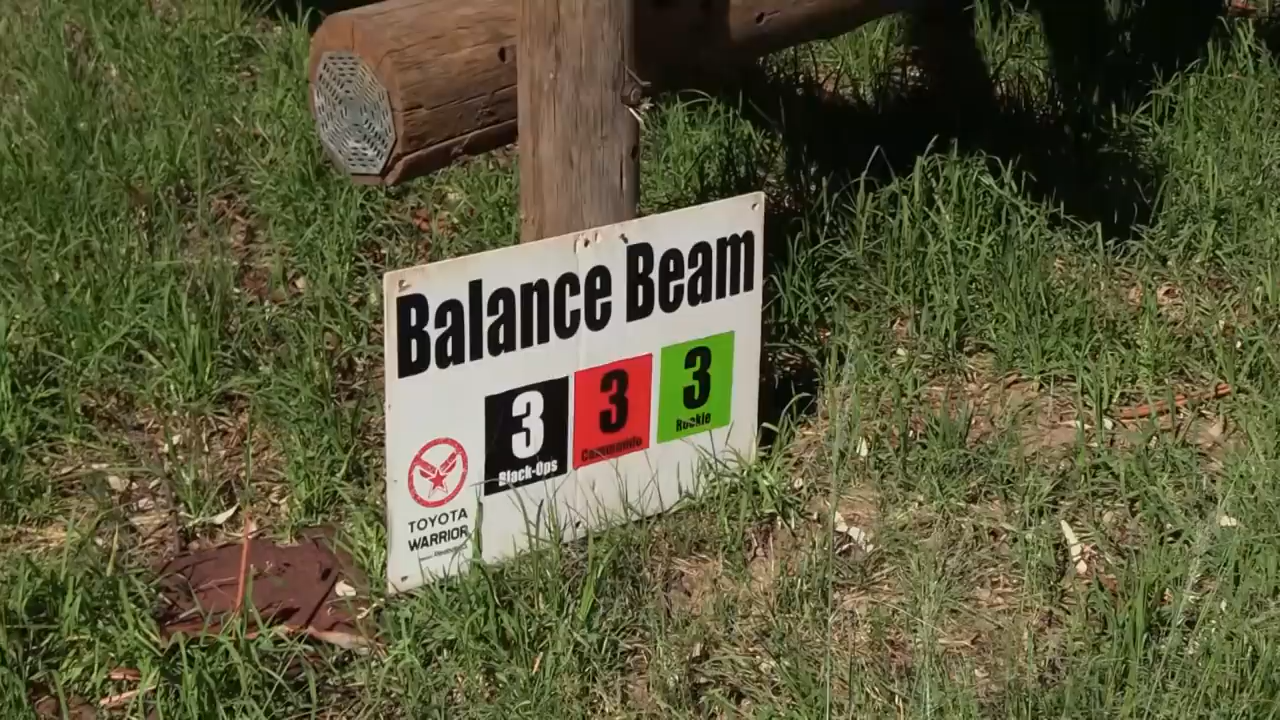 Balance Beam
3 3 3
Black-Ops Commando Rookie
TOYOTA
WARRIOR